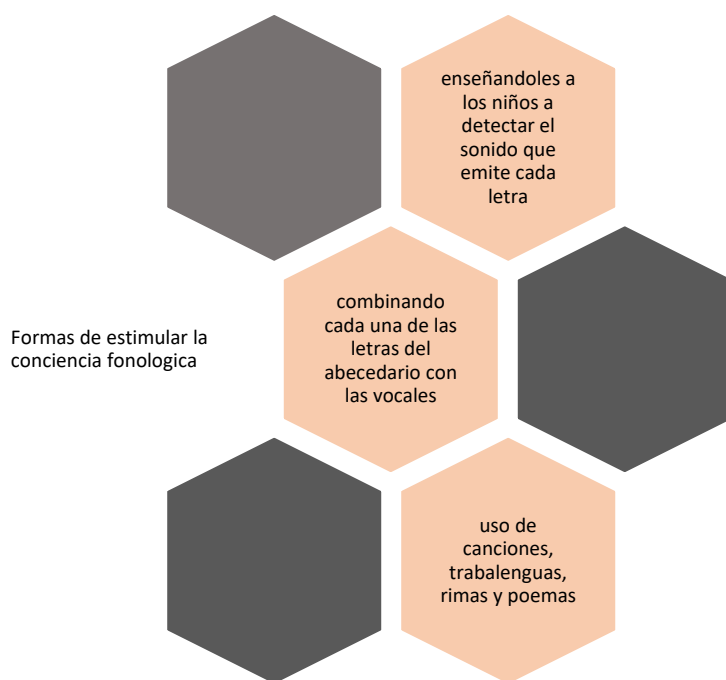 enseñandoles a
los niños a
detectar el
sonido que
emite cada
letra
Formas de estimular la
conciencia fonologica
combinando
cada una de las
letras del
abecedario con
las vocales
uso de
canciones,
trabalenguas,
rimas y poemas